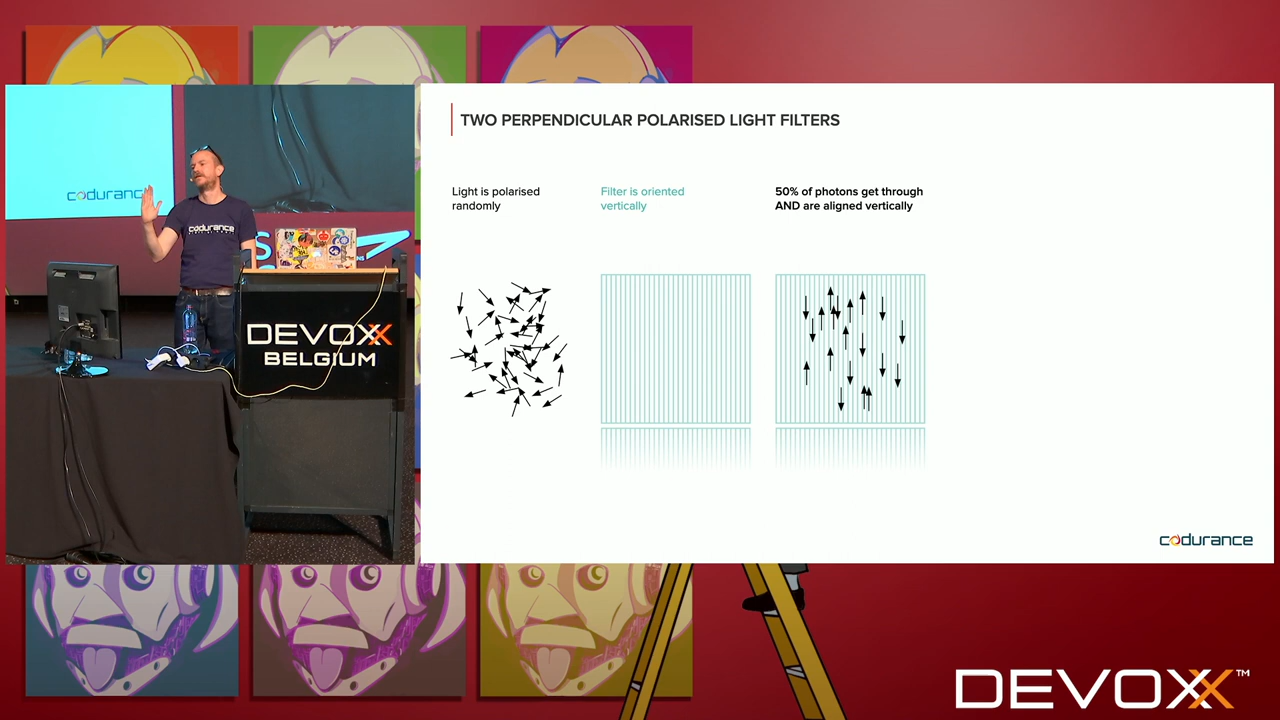 TWO PERPENDICULAR POLARISED LIGHT FILTERS
Light is polarised
randomly
Filter is oriented
vertically
50% of photons get through
AND are aligned vertically
codurance
codurance
DEVOXX
BELGIUM
codurance
DEVOXX™